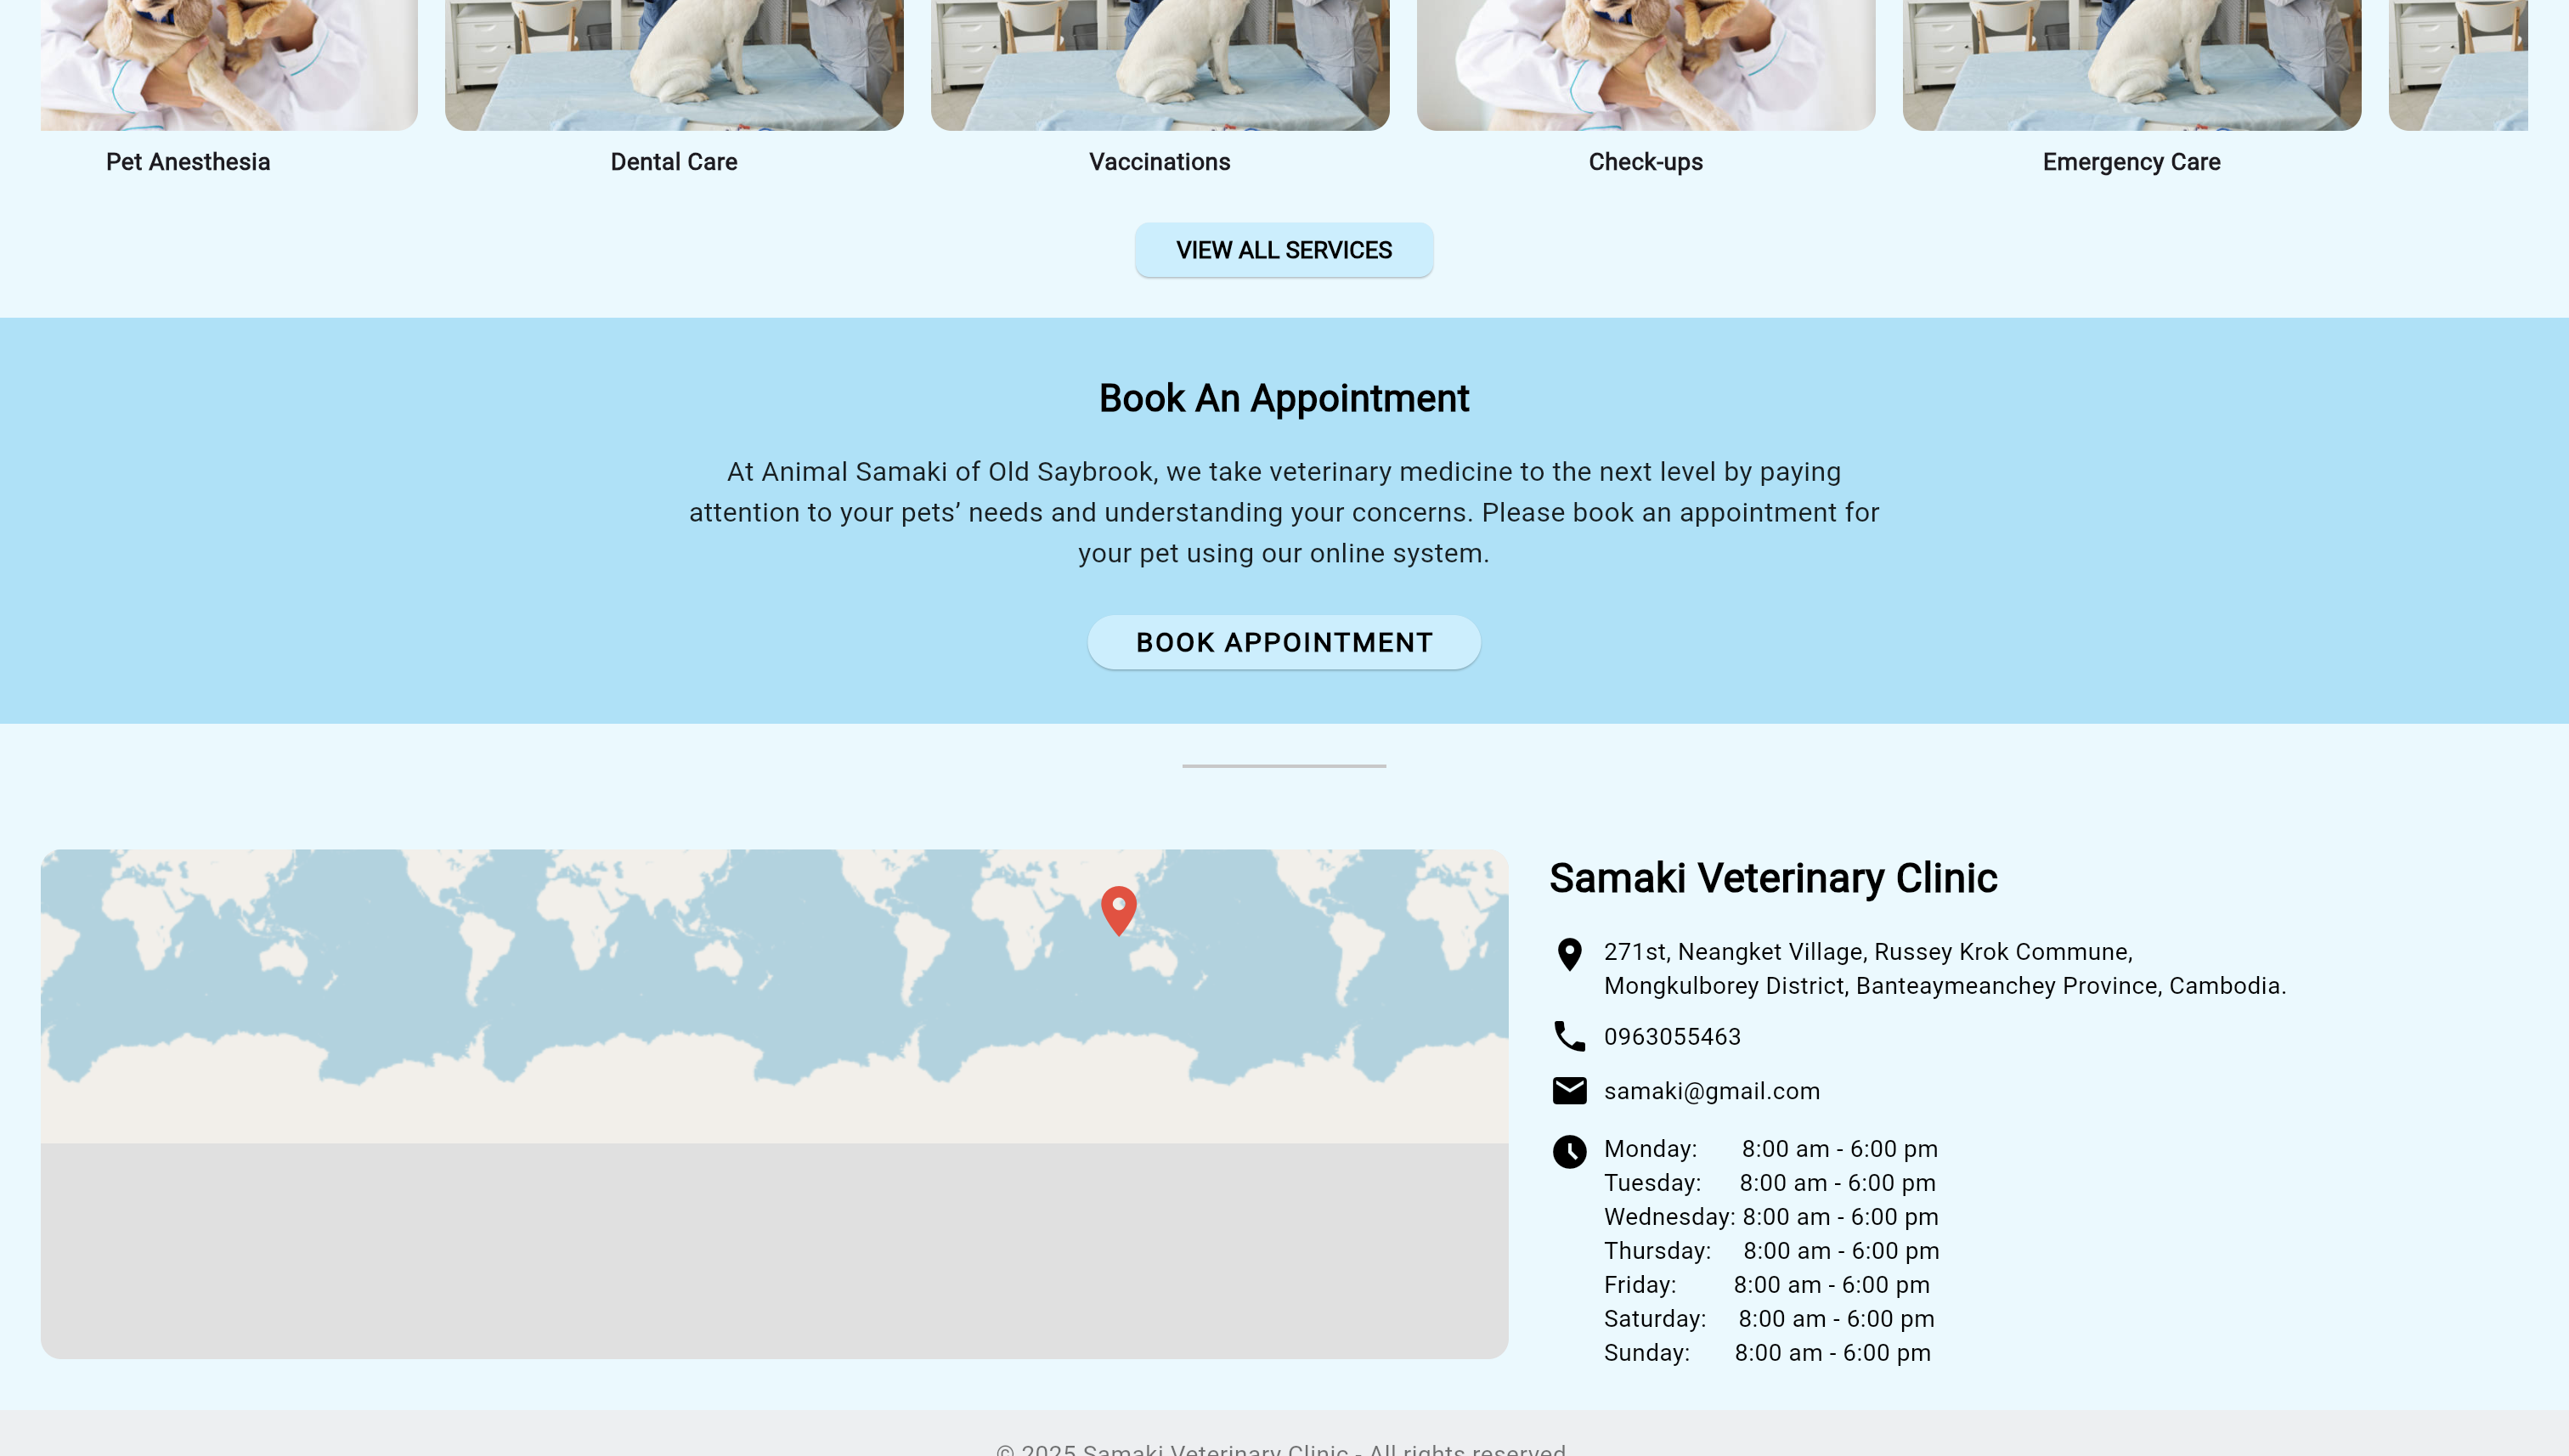 Pet Anesthesia
Dental Care
Vaccinations
Check-ups
Emergency Care
VIEW ALL SERVICES
Book An Appointment
At Animal Samaki of Old Saybrook, we take veterinary medicine to the next level by paying
attention to your pets’ needs and understanding your concerns. Please book an appointment for
your pet using our online system.
BOOK APPOINTMENT
Samaki Veterinary Clinic
271st, Neangket Village, Russey Krok Commune,
Mongkulborey District, Banteaymeanchey Province, Cambodia.
0963055463
samaki@gmail.com
Monday: 8:00 am - 6:00 pm
Tuesday: 8:00 am - 6:00 pm
Wednesday: 8:00 am - 6:00 pm
Thursday: 8:00 am - 6:00 pm
Friday: 8:00 am - 6:00 pm
Saturday: 8:00 am - 6:00 pm
Sunday: 8:00 am - 6:00 pm
© 2025 Samaki Veterinary Clinic - All rights reserved